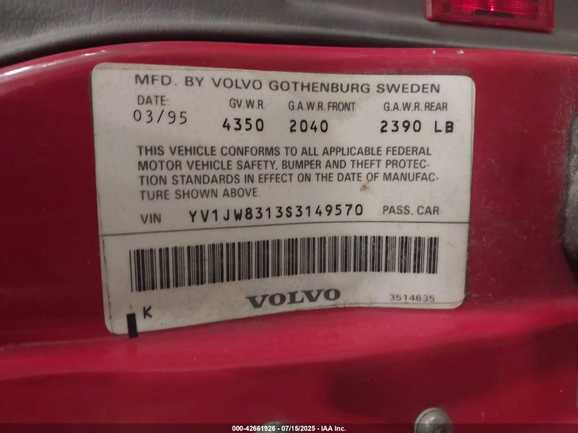 MFD. BY VOLVO GOTHENBURG SWEDEN
DATE: G.V.W.R. G.A.W.R. FRONT G.A.W.R. REAR
03/95 4350 2040 2390 LB
THIS VEHICLE CONFORMS TO ALL APPLICABLE FEDERAL
MOTOR VEHICLE SAFETY, BUMPER AND THEFT PROTEC-
TION STANDARDS IN EFFECT ON THE DATE OF MANUFAC-
TURE SHOWN ABOVE.
VIN YV1JW8313S3149570 PASS. CAR
K VOLVO 3514635
000-42661926 - 07/15/2025 - IAA Inc.